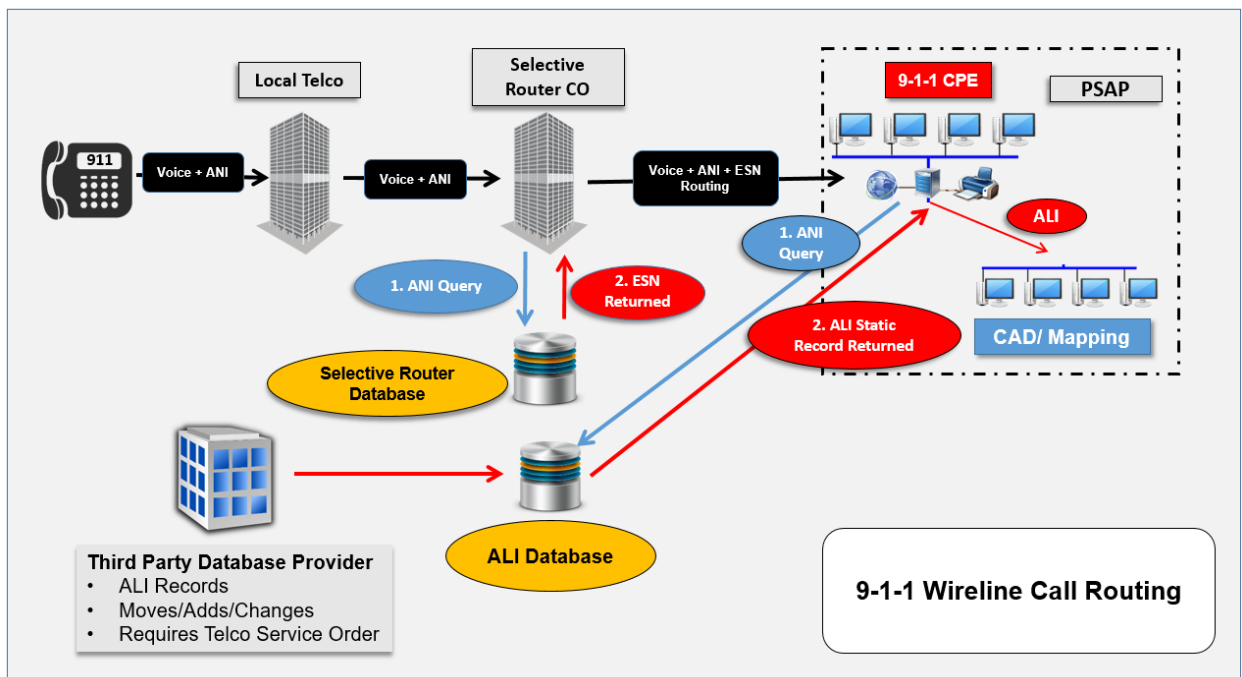 Local Telco
Selective
Router CO
9-1-1 CPE
PSAP
911
Voice + ANI
Voice + ANI
Voice + ANI + ESN
Routing
ALI
1. ANI Query
2. ESN
Returned
1. ANI
Query
2. ALI Static
Record Returned
CAD/ Mapping
Selective Router
Database
ALI Database
Third Party Database Provider
• ALI Records
• Moves/Adds/Changes
• Requires Telco Service Order
9-1-1 Wireline Call Routing